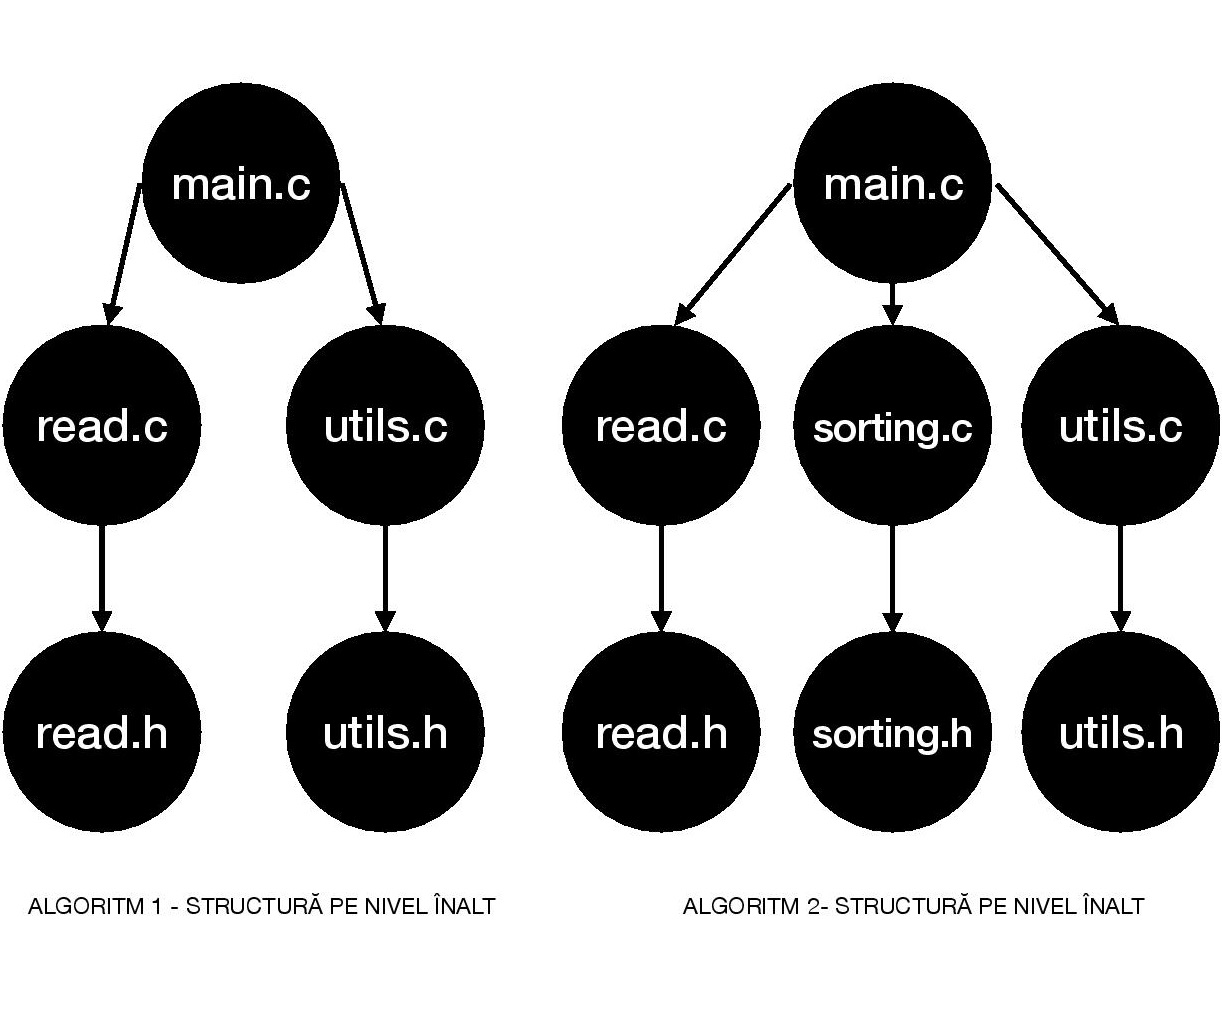 main.c
read.c
utils.c
read.h
utils.h
ALGORITM 1 - STRUCTURĂ PE NIVEL ÎNALT
main.c
read.c
sorting.c
utils.c
read.h
sorting.h
utils.h
ALGORITM 2- STRUCTURĂ PE NIVEL ÎNALT